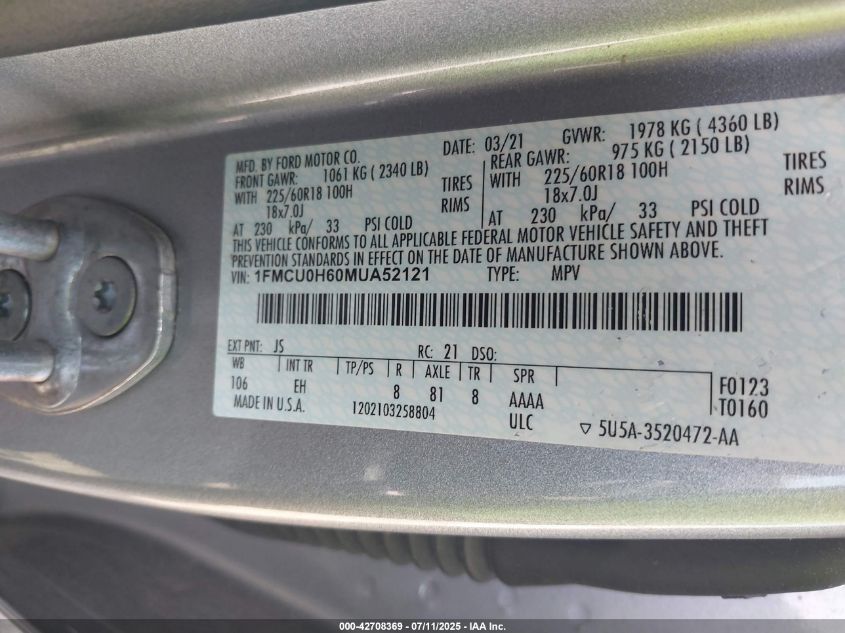 MFD. BY FORD MOTOR CO.
DATE: 03/21 GVWR: 1978 KG ( 4360 LB)
FRONT GAWR: 1061 KG ( 2340 LB)
REAR GAWR: 975 KG ( 2150 LB)
WITH 225/60R18 100H TIRES
WITH 225/60R18 100H TIRES
18x7.0J RIMS
18x7.0J RIMS
AT 230 kPa/ 33 PSI COLD
AT 230 kPa/ 33 PSI COLD
THIS VEHICLE CONFORMS TO ALL APPLICABLE FEDERAL MOTOR VEHICLE SAFETY AND THEFT
PREVENTION STANDARDS IN EFFECT ON THE DATE OF MANUFACTURE SHOWN ABOVE.
VIN: 1FMCU0H60MUA52121 TYPE: MPV
EXT PNT: JS RC: 21 DSO:
WB INT TR TP/PS R AXLE TR SPR
106 EH 8 81 8 AAAA
F0123
T0160
MADE IN U.S.A. 1202103258804 ULC
▽ 5U5A-3520472-AA
000-42708369 - 07/11/2025 - IAA Inc.